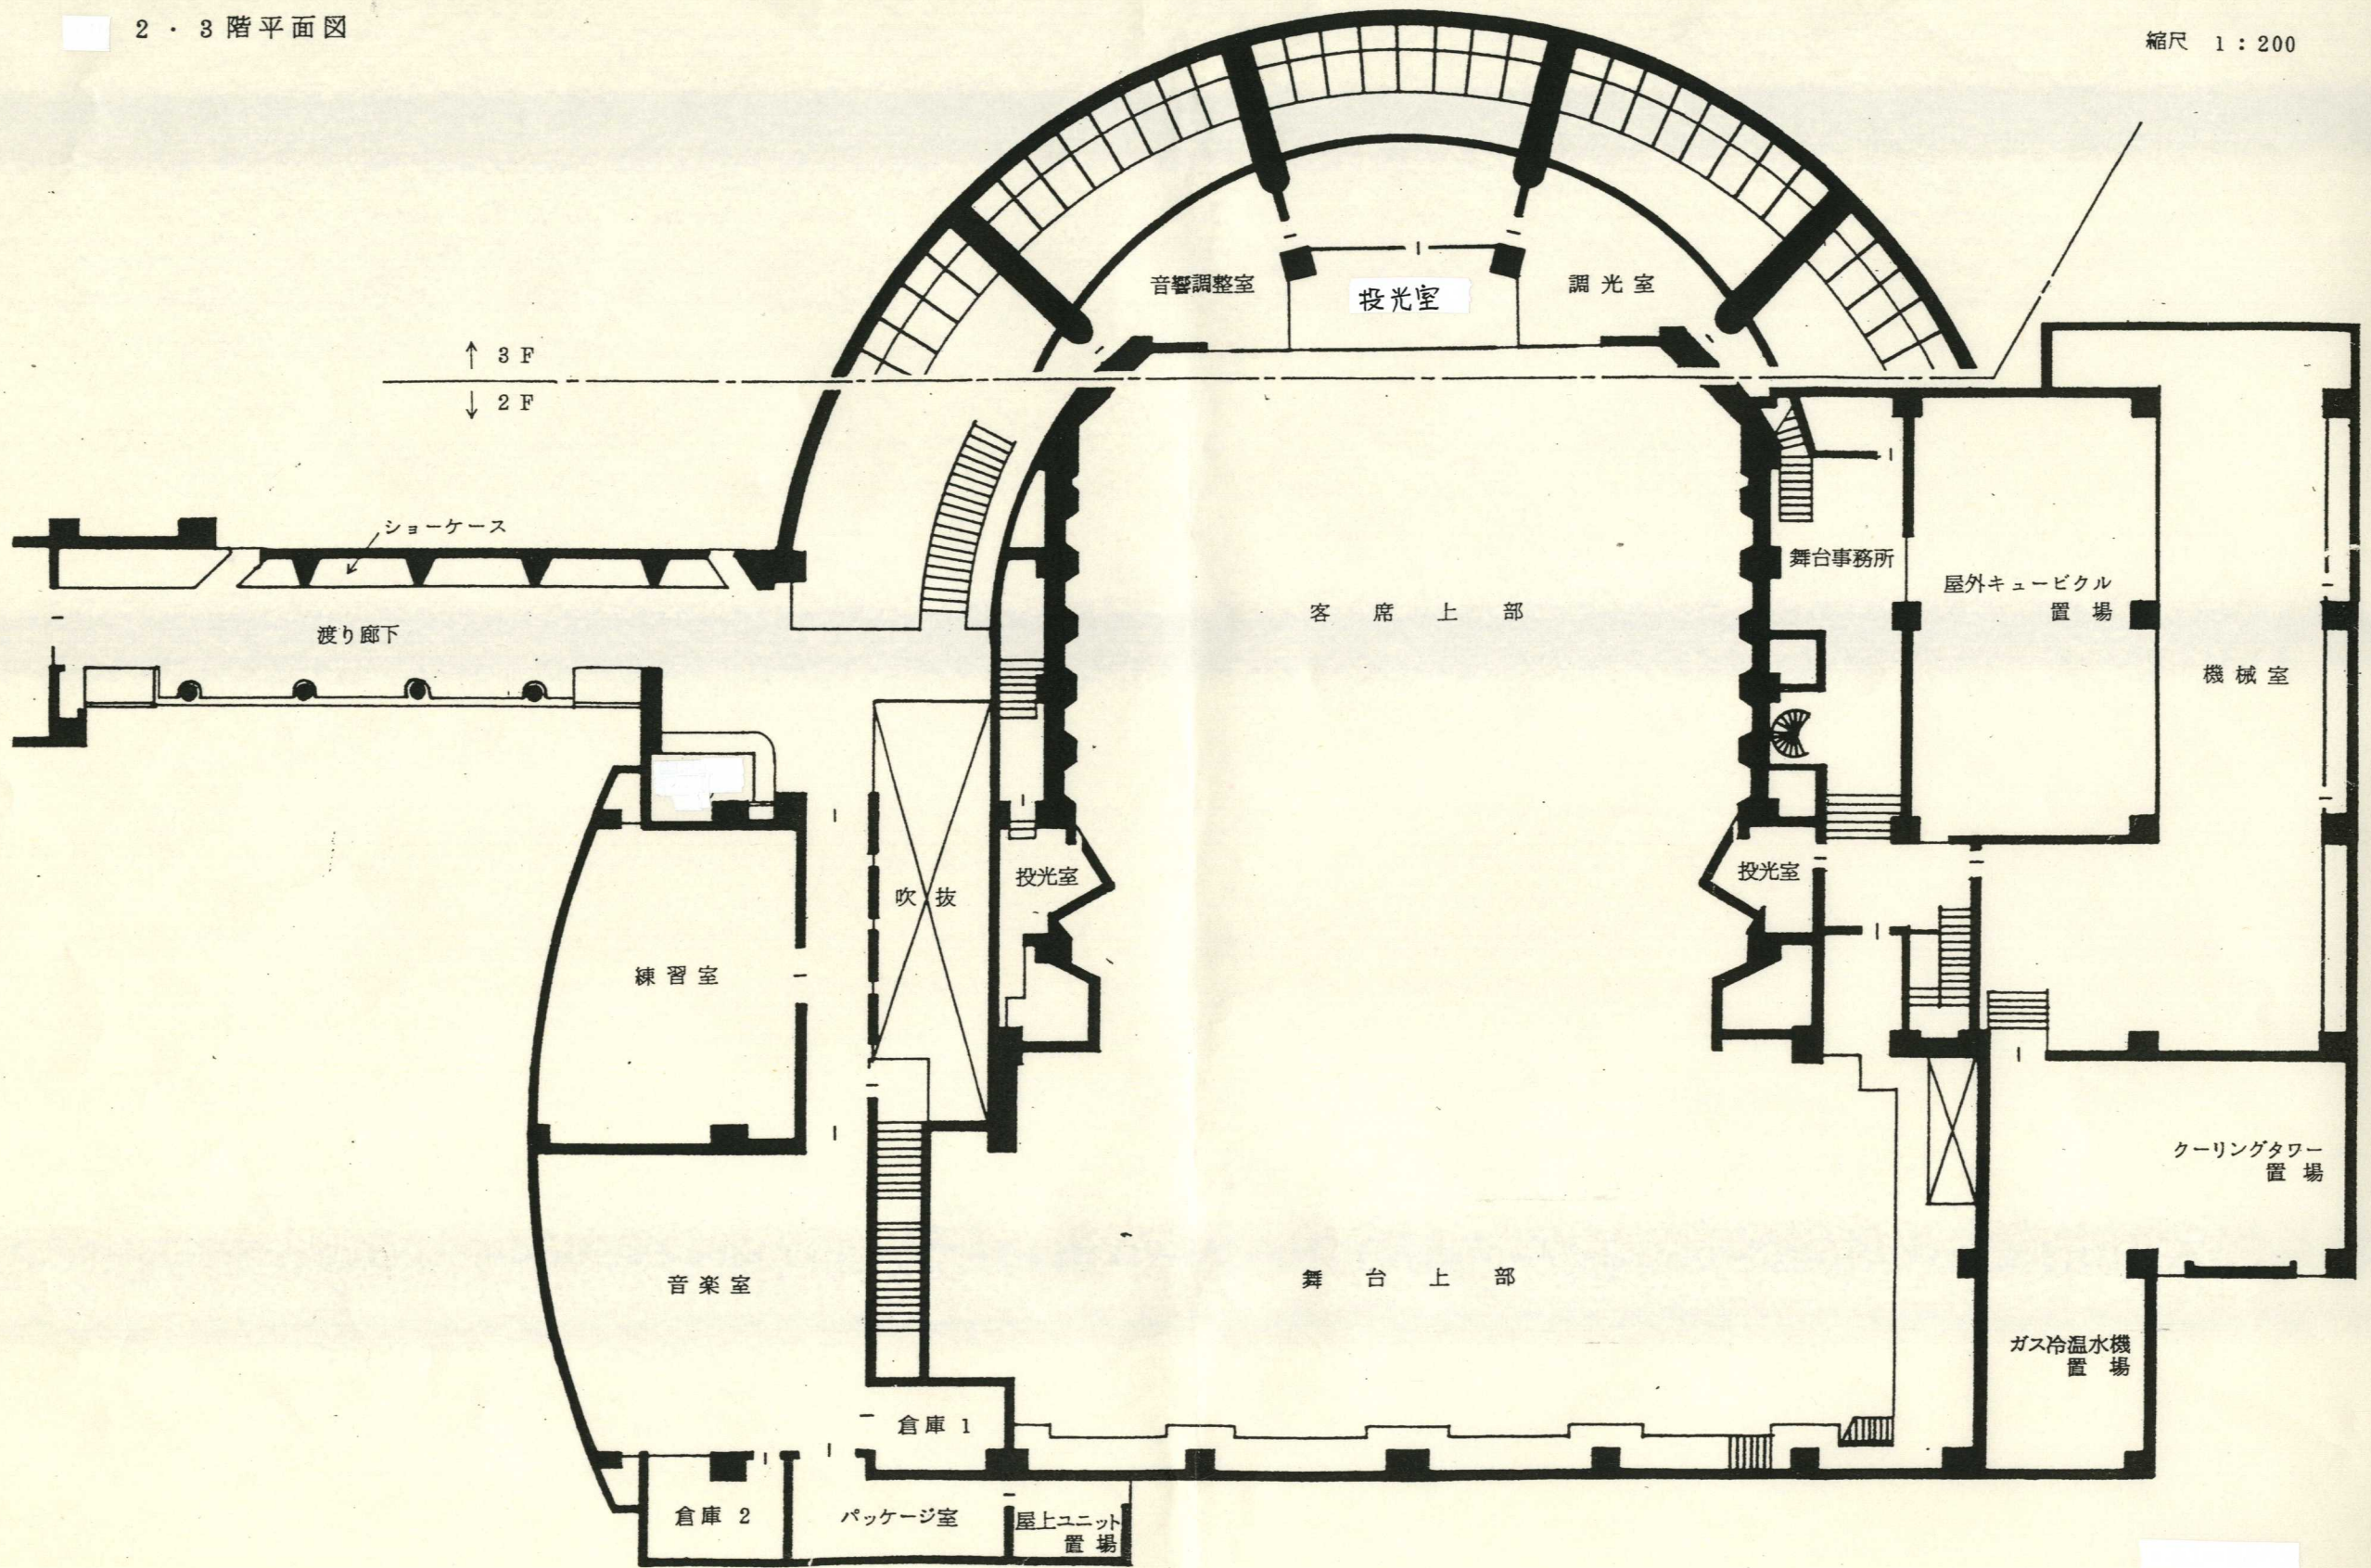 2・3階平面図
縮尺 1:200
音響調整室
投光室
調光室
↑ 3F
↓ 2F
ショーケース
渡り廊下
客席上部
舞台事務所
屋外キュービクル
置場
機械室
吹抜
投光室
投光室
練習室
音楽室
舞台上部
クーリングタワー
置場
ガス冷温水機
置場
倉庫 1
倉庫 2
パッケージ室
屋上ユニット
置場